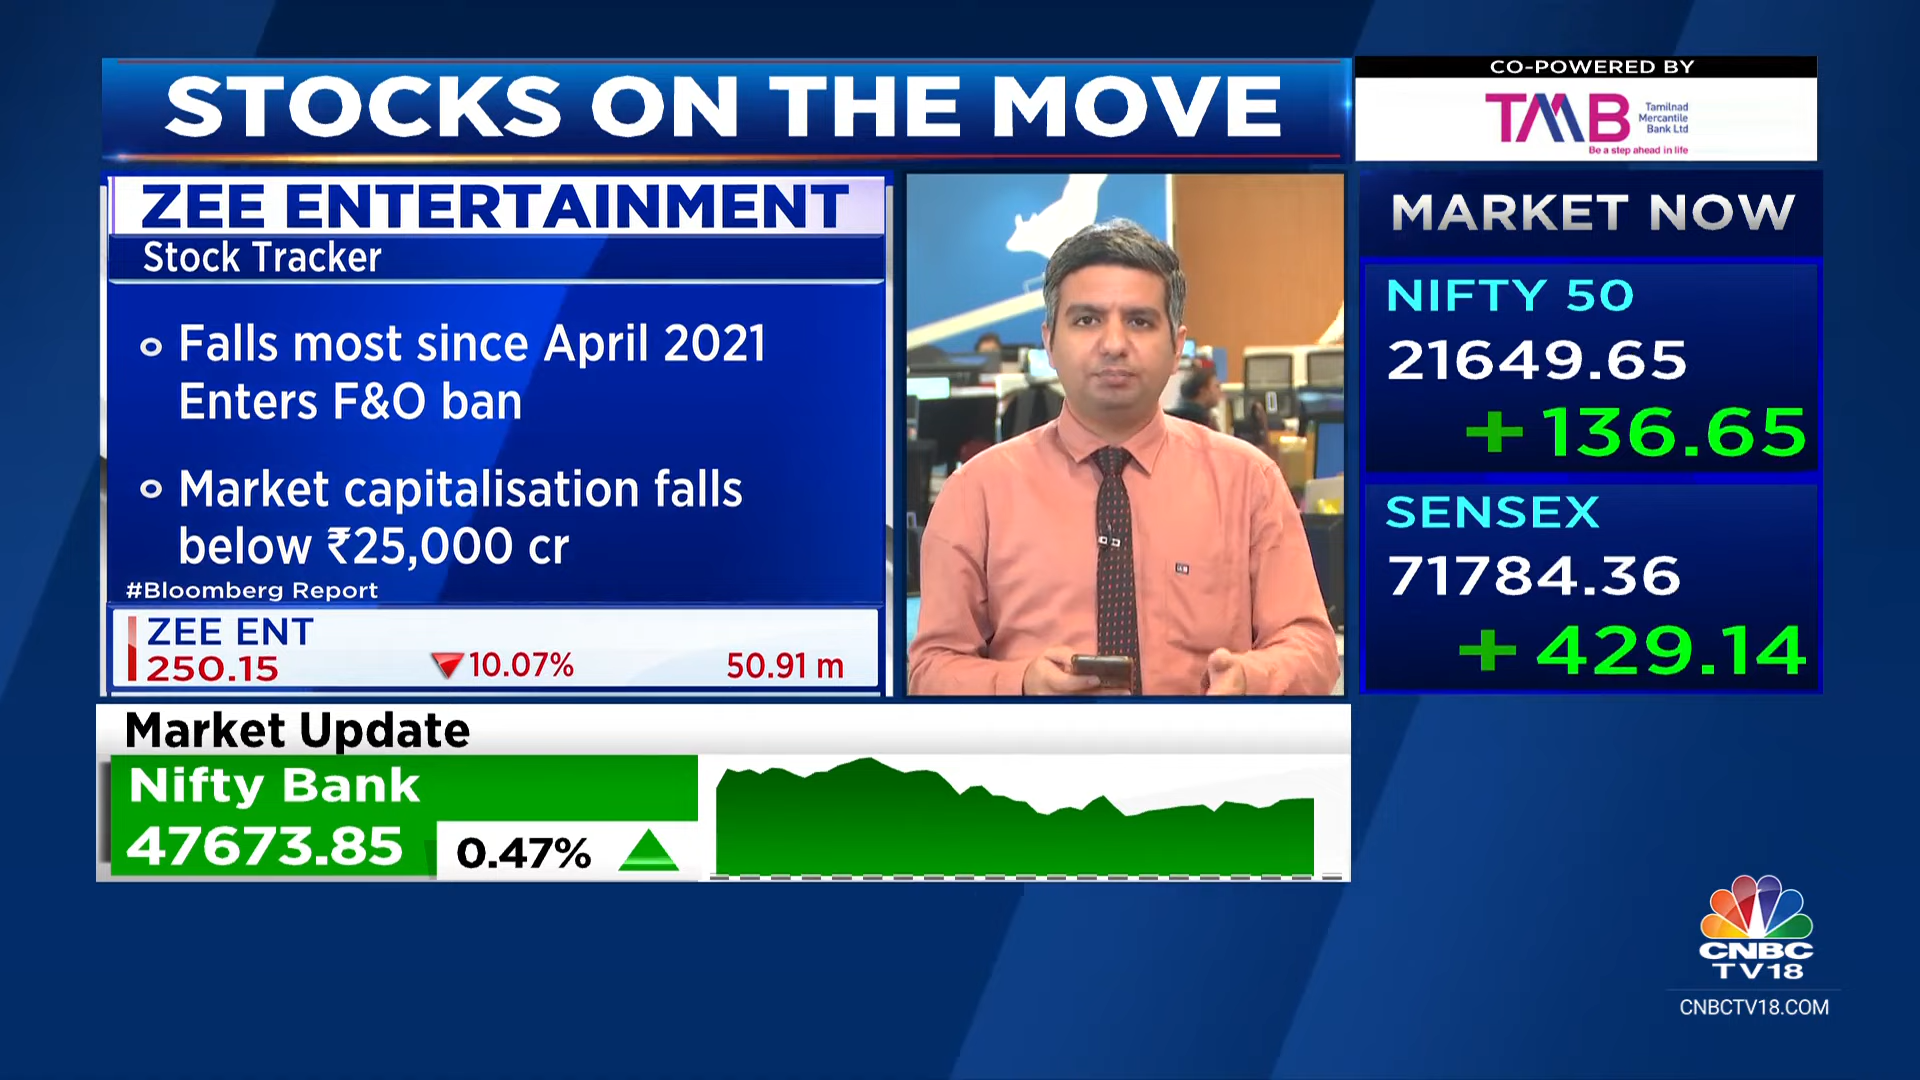 STOCKS ON THE MOVE
CO-POWERED BY
TMB
Tamilnad
Mercantile
Bank Ltd
Be a step ahead in life
ZEE ENTERTAINMENT
Stock Tracker
Falls most since April 2021
Enters F&O ban
Market capitalisation falls
below ₹25,000 cr
#Bloomberg Report
ZEE ENT
250.15 10.07% 50.91 m
MARKET NOW
NIFTY 50
21649.65
+ 136.65
SENSEX
71784.36
+ 429.14
Market Update
Nifty Bank
47673.85 0.47%
CNBC
TV18
CNBCTV18.COM